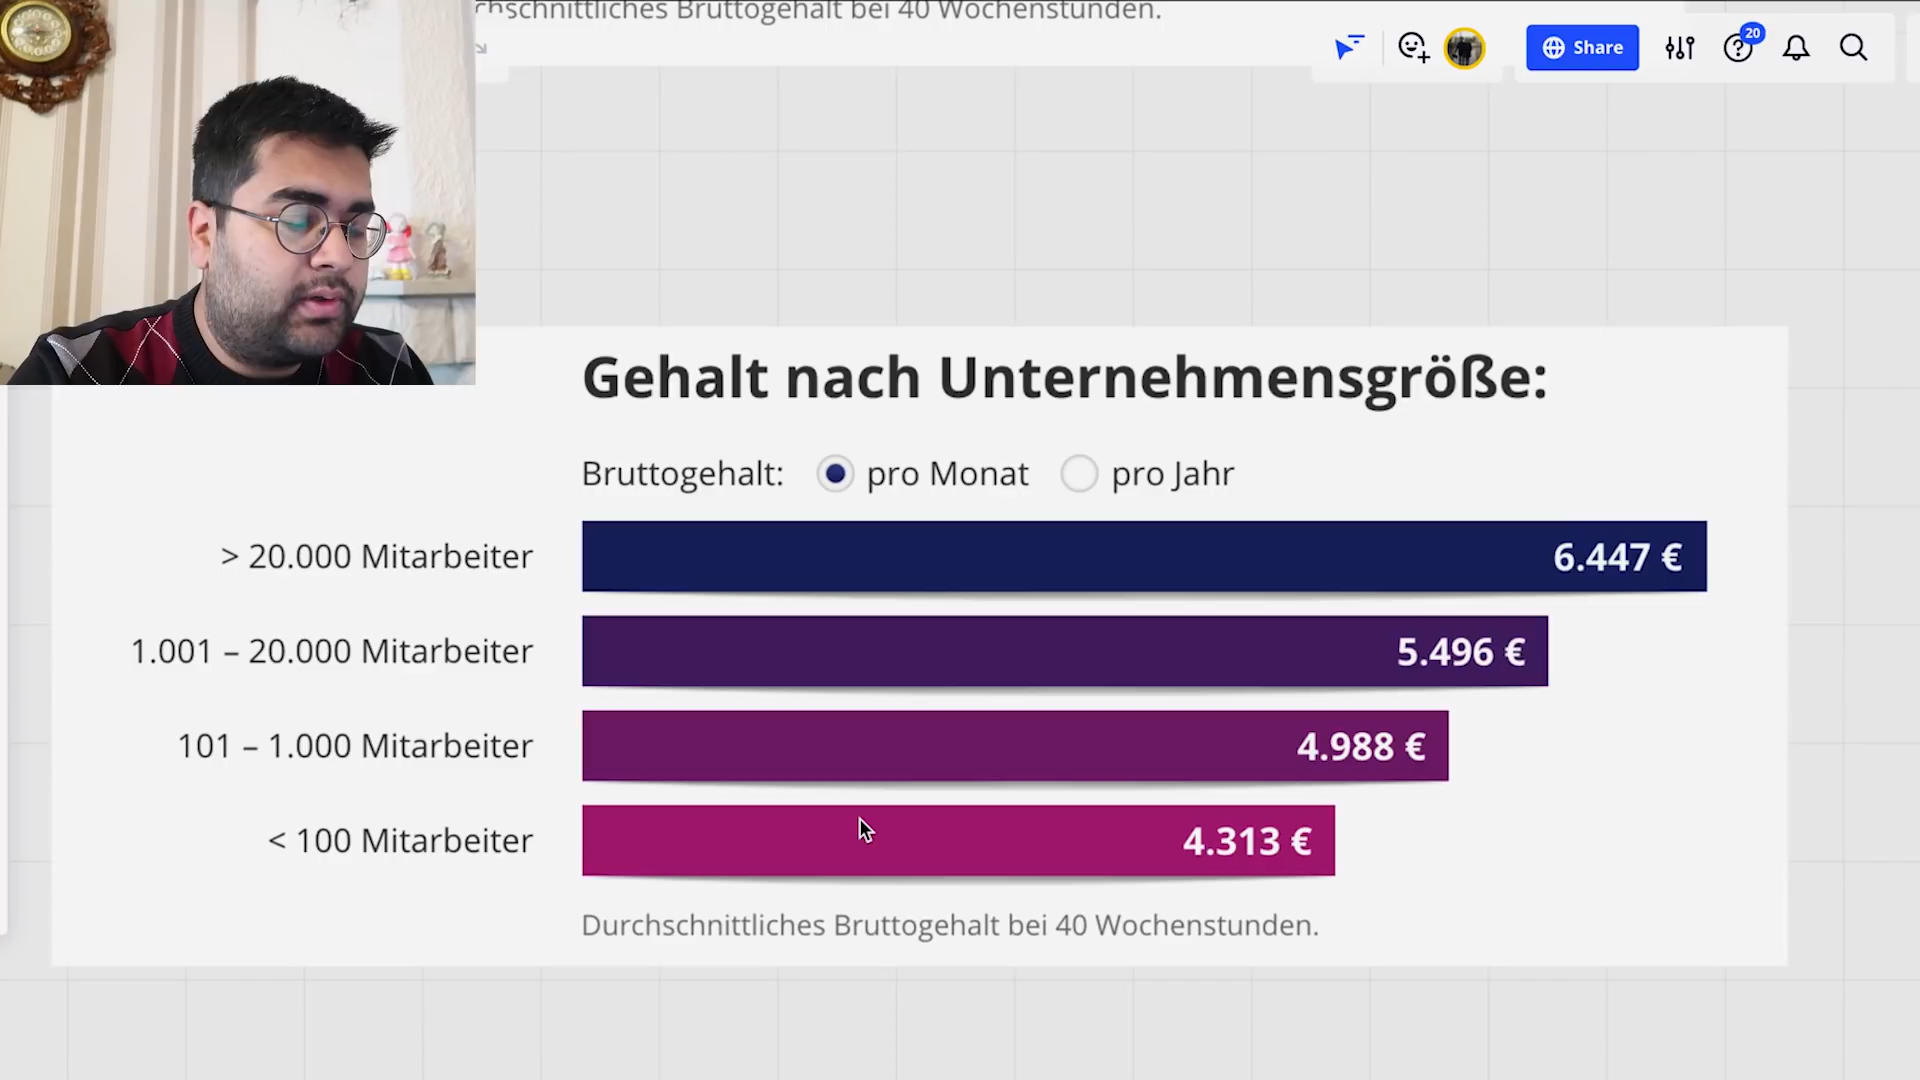 chschnittliches Bruttogehalt bei 40 Wochenstunden.
Share
20
Gehalt nach Unternehmensgröße:
Bruttogehalt: pro Monat pro Jahr
> 20.000 Mitarbeiter 6.447 €
1.001 – 20.000 Mitarbeiter 5.496 €
101 – 1.000 Mitarbeiter 4.988 €
< 100 Mitarbeiter 4.313 €
Durchschnittliches Bruttogehalt bei 40 Wochenstunden.